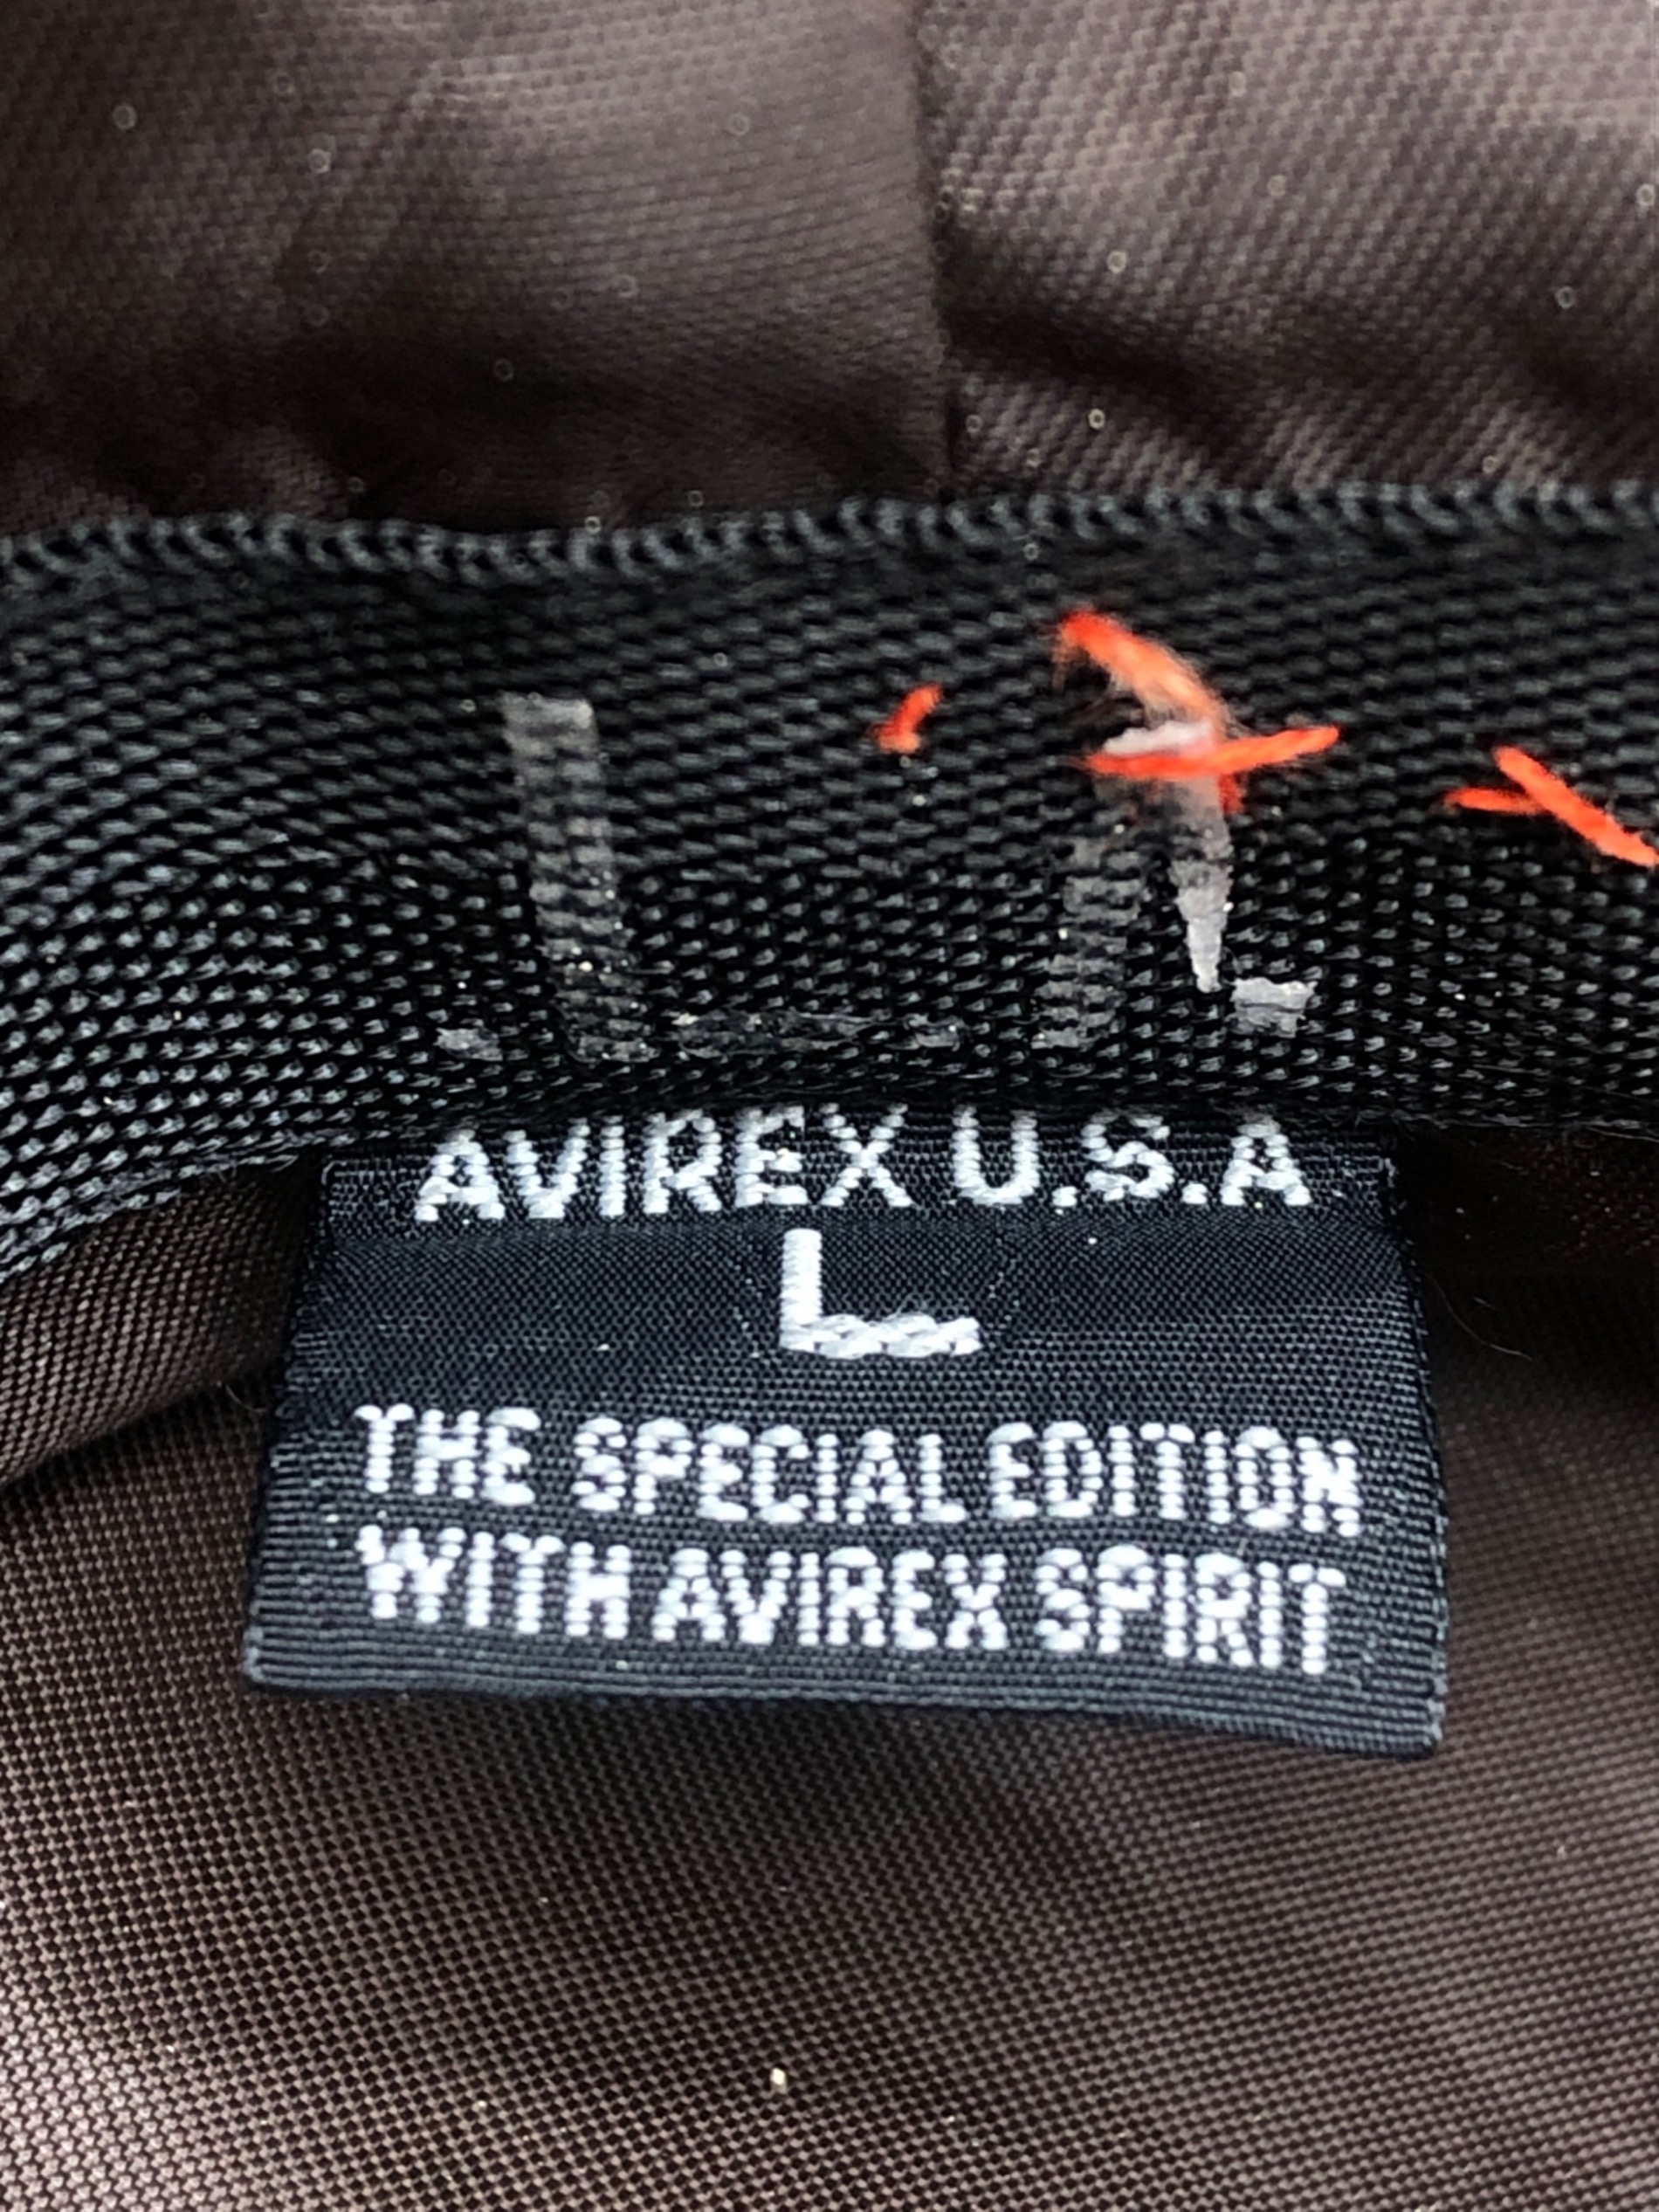 AVIREX U.S.A
L
THE SPECIAL EDITION
WITH AVIREX SPIRIT